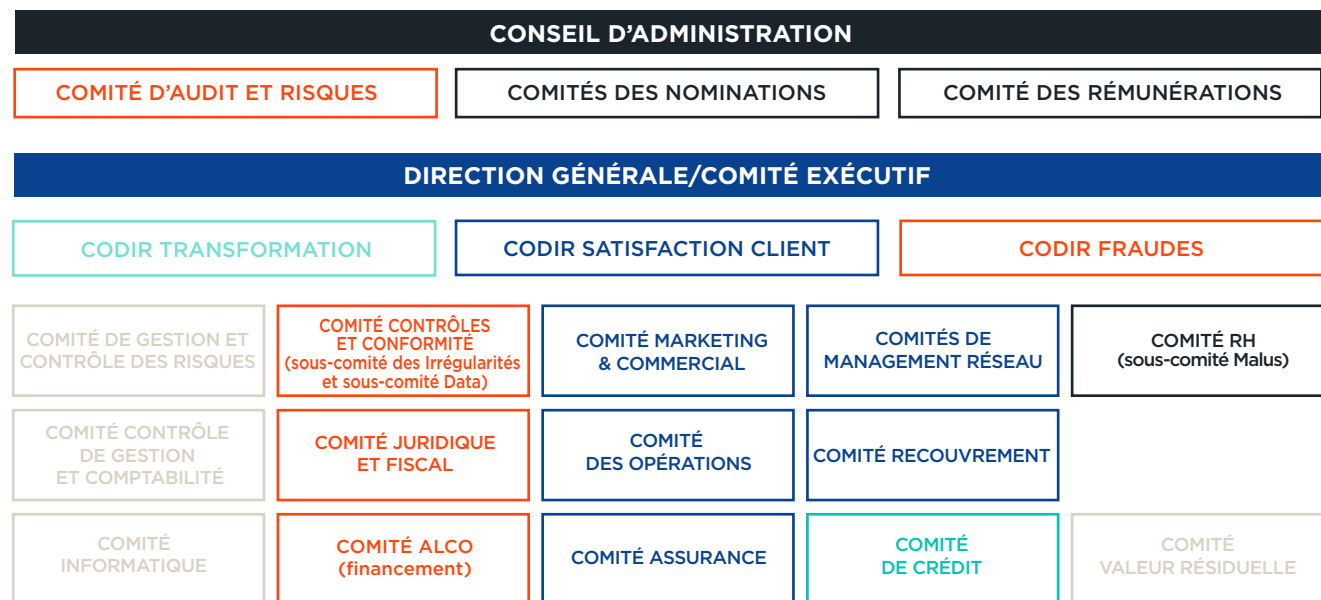 CONSEIL D'ADMINISTRATION
COMITÉ D'AUDIT ET RISQUES
COMITÉS DES NOMINATIONS
COMITÉ DES RÉMUNÉRATIONS
DIRECTION GÉNÉRALE/COMITÉ EXÉCUTIF
CODIR TRANSFORMATION
CODIR SATISFACTION CLIENT
CODIR FRAUDES
COMITÉ DE GESTION ET
CONTRÔLE DES RISQUES
COMITÉ CONTRÔLES
ET CONFORMITÉ
(sous-comité des Irrégularités
et sous-comité Data)
COMITÉ MARKETING
& COMMERCIAL
COMITÉS DE
MANAGEMENT RÉSEAU
COMITÉ RH
(sous-comité Malus)
COMITÉ CONTRÔLE
DE GESTION
ET COMPTABILITÉ
COMITÉ JURIDIQUE
ET FISCAL
COMITÉ
DES OPÉRATIONS
COMITÉ RECOUVREMENT
COMITÉ
INFORMATIQUE
COMITÉ ALCO
(financement)
COMITÉ ASSURANCE
COMITÉ
DE CRÉDIT
COMITÉ
VALEUR RÉSIDUELLE